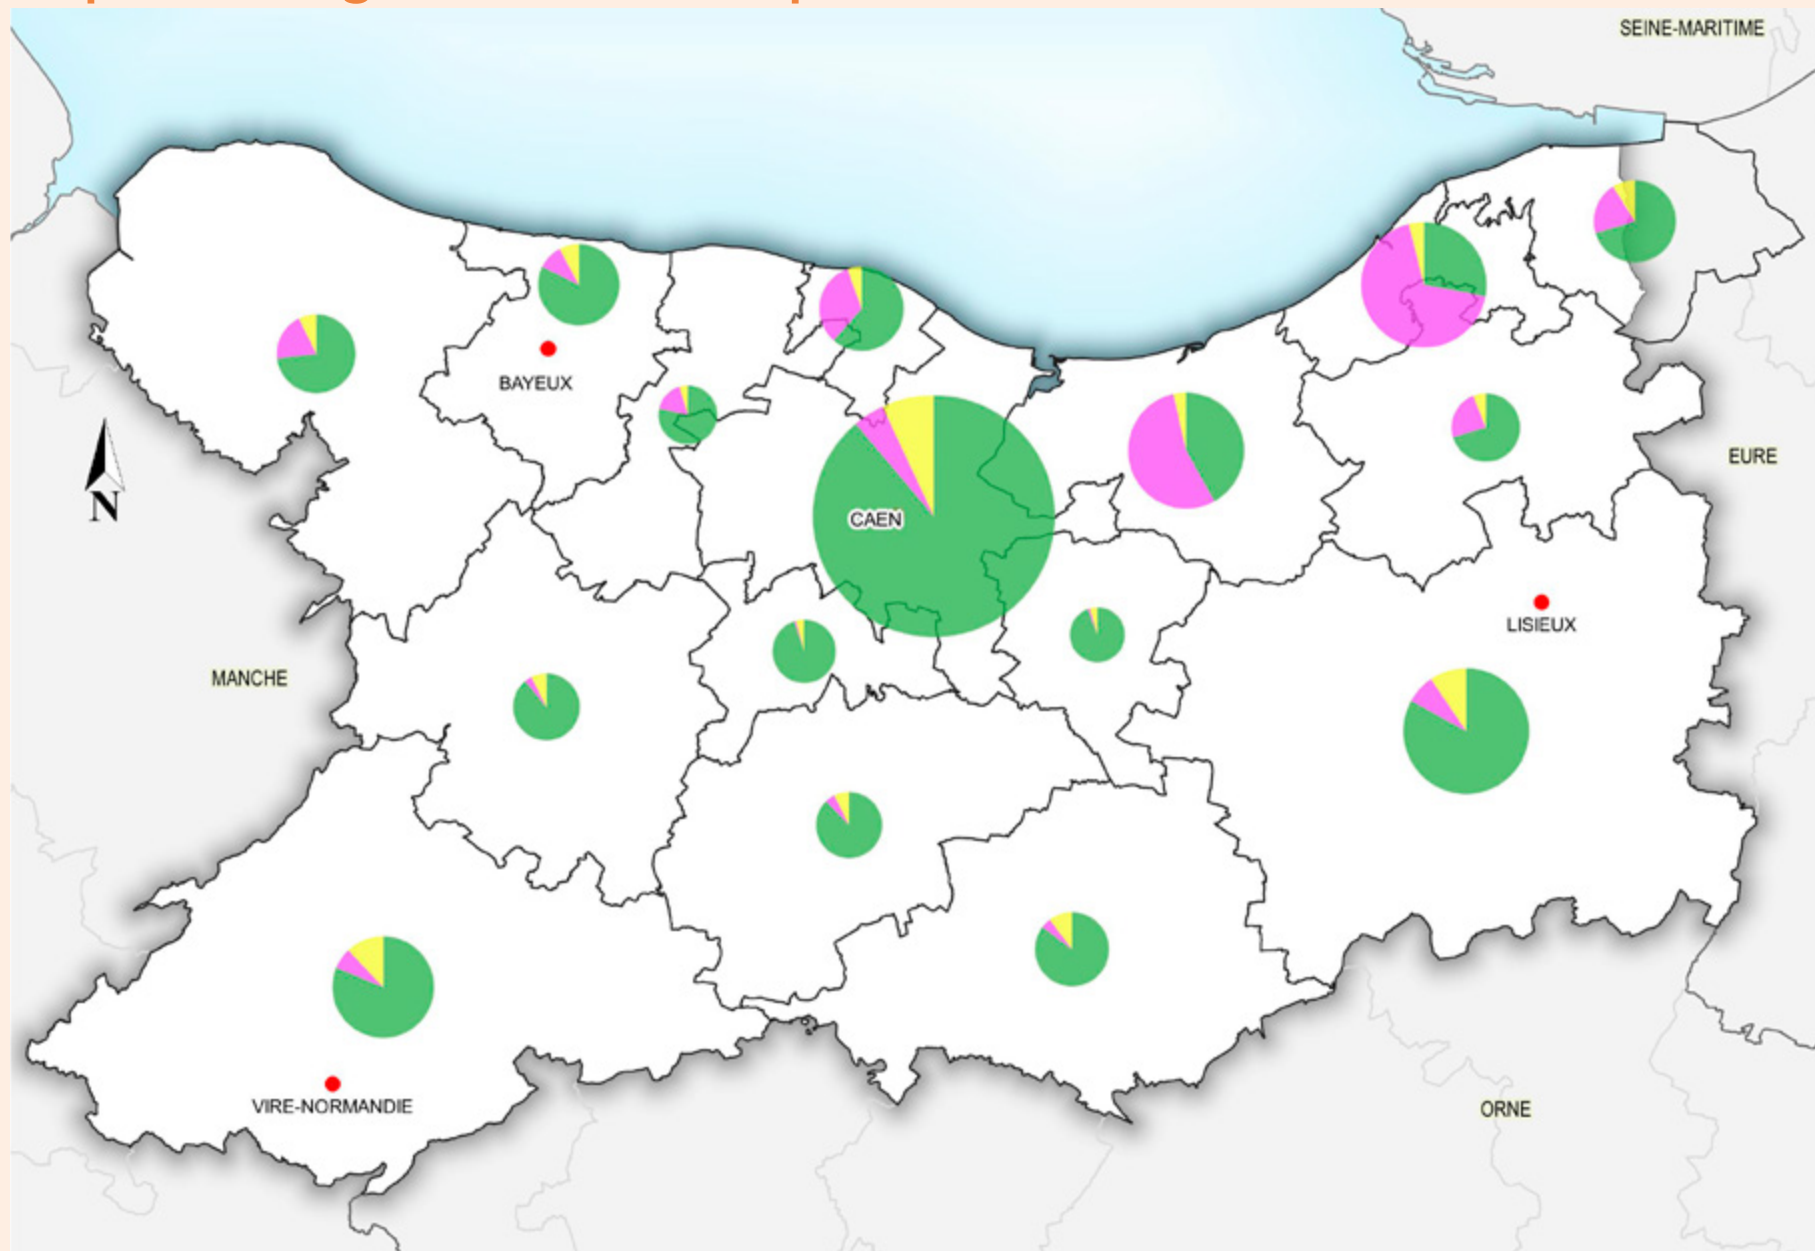 SEINE-MARITIME
BAYEUX
EURE
CAEN
N
LISIEUX
MANCHE
VIRE-NORMANDIE
ORNE